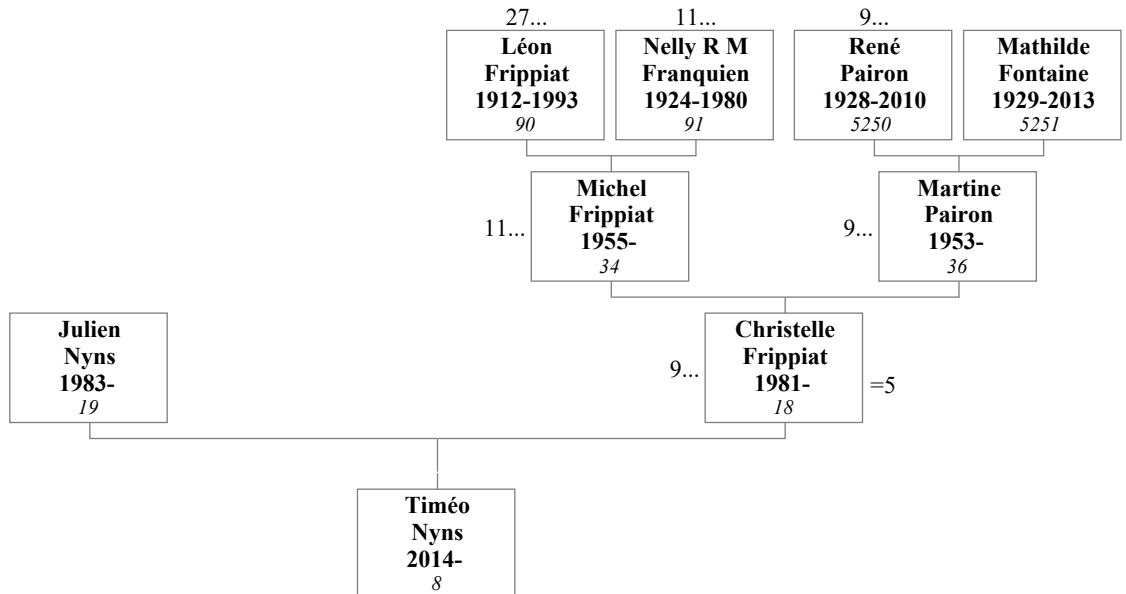 27...
11...
9...
Léon
Frippiat
1912-1993
90
Nelly R M
Franquien
1924-1980
91
René
Pairon
1928-2010
5250
Mathilde
Fontaine
1929-2013
5251
11...
Michel
Frippiat
1955-
34
9...
Martine
Pairon
1953-
36
Julien
Nyns
1983-
19
9...
Christelle
Frippiat
1981-
18
=5
Timéo
Nyns
2014-
8